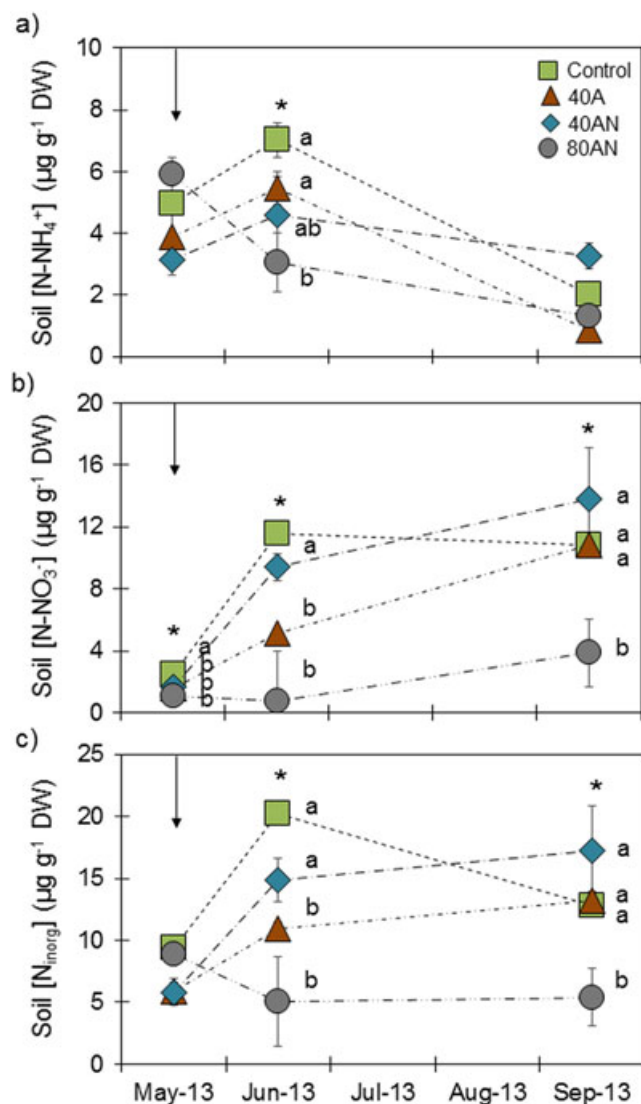 a)
Soil [N-NH₄⁺] (µg g⁻¹ DW)
10
8
6
4
2
0
Control
40A
40AN
80AN
*
a
a
ab
b
b)
Soil [N-NO₃⁻] (µg g⁻¹ DW)
20
16
12
8
4
0
*
a
b
b
b
*
a
b
b
*
a
a
a
b
c)
Soil [Nᵢₙₒᵣg] (µg g⁻¹ DW)
25
20
15
10
5
0
*
a
a
b
b
*
a
a
a
b
May-13 Jun-13 Jul-13 Aug-13 Sep-13